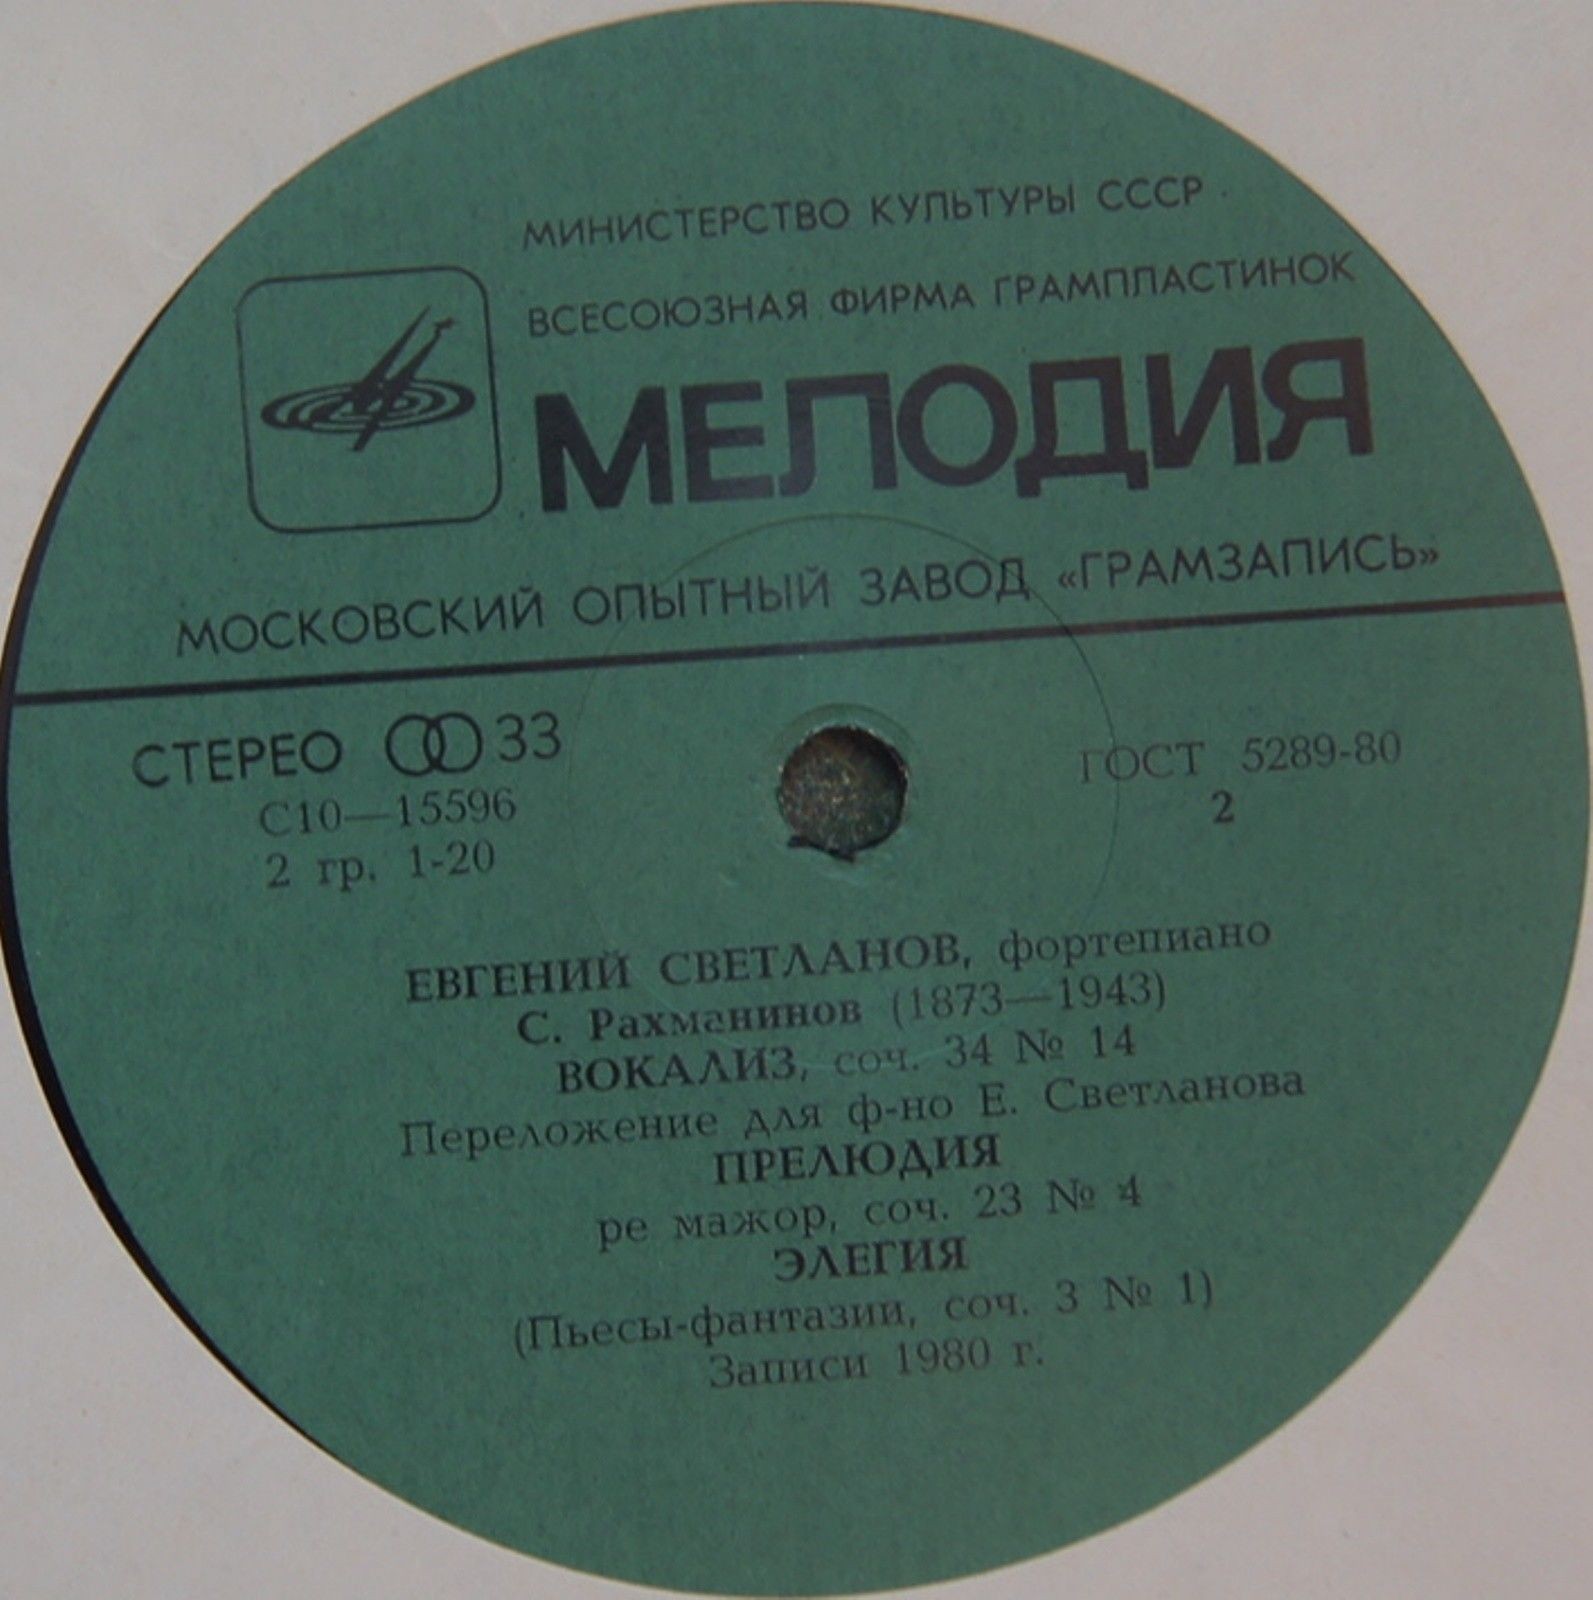 МИНИСТЕРСТВО КУЛЬТУРЫ СССР
ВСЕСОЮЗНАЯ ФИРМА ГРАМПЛАСТИНОК
МЕЛОДИЯ
МОСКОВСКИЙ ОПЫТНЫЙ ЗАВОД «ГРАМЗАПИСЬ»
СТЕРЕО 33
С10—15596
2 гр. 1-20
ГОСТ 5289-80
2
ЕВГЕНИЙ СВЕТЛАНОВ, фортепиано
С. Рахманинов (1873—1943)
ВОКАЛИЗ, соч. 34 № 14
Переложение для ф-но Е. Светланова
ПРЕЛЮДИЯ
ре мажор, соч. 23 № 4
ЭЛЕГИЯ
(Пьесы-фантазии, соч. 3 № 1)
Записи 1980 г.